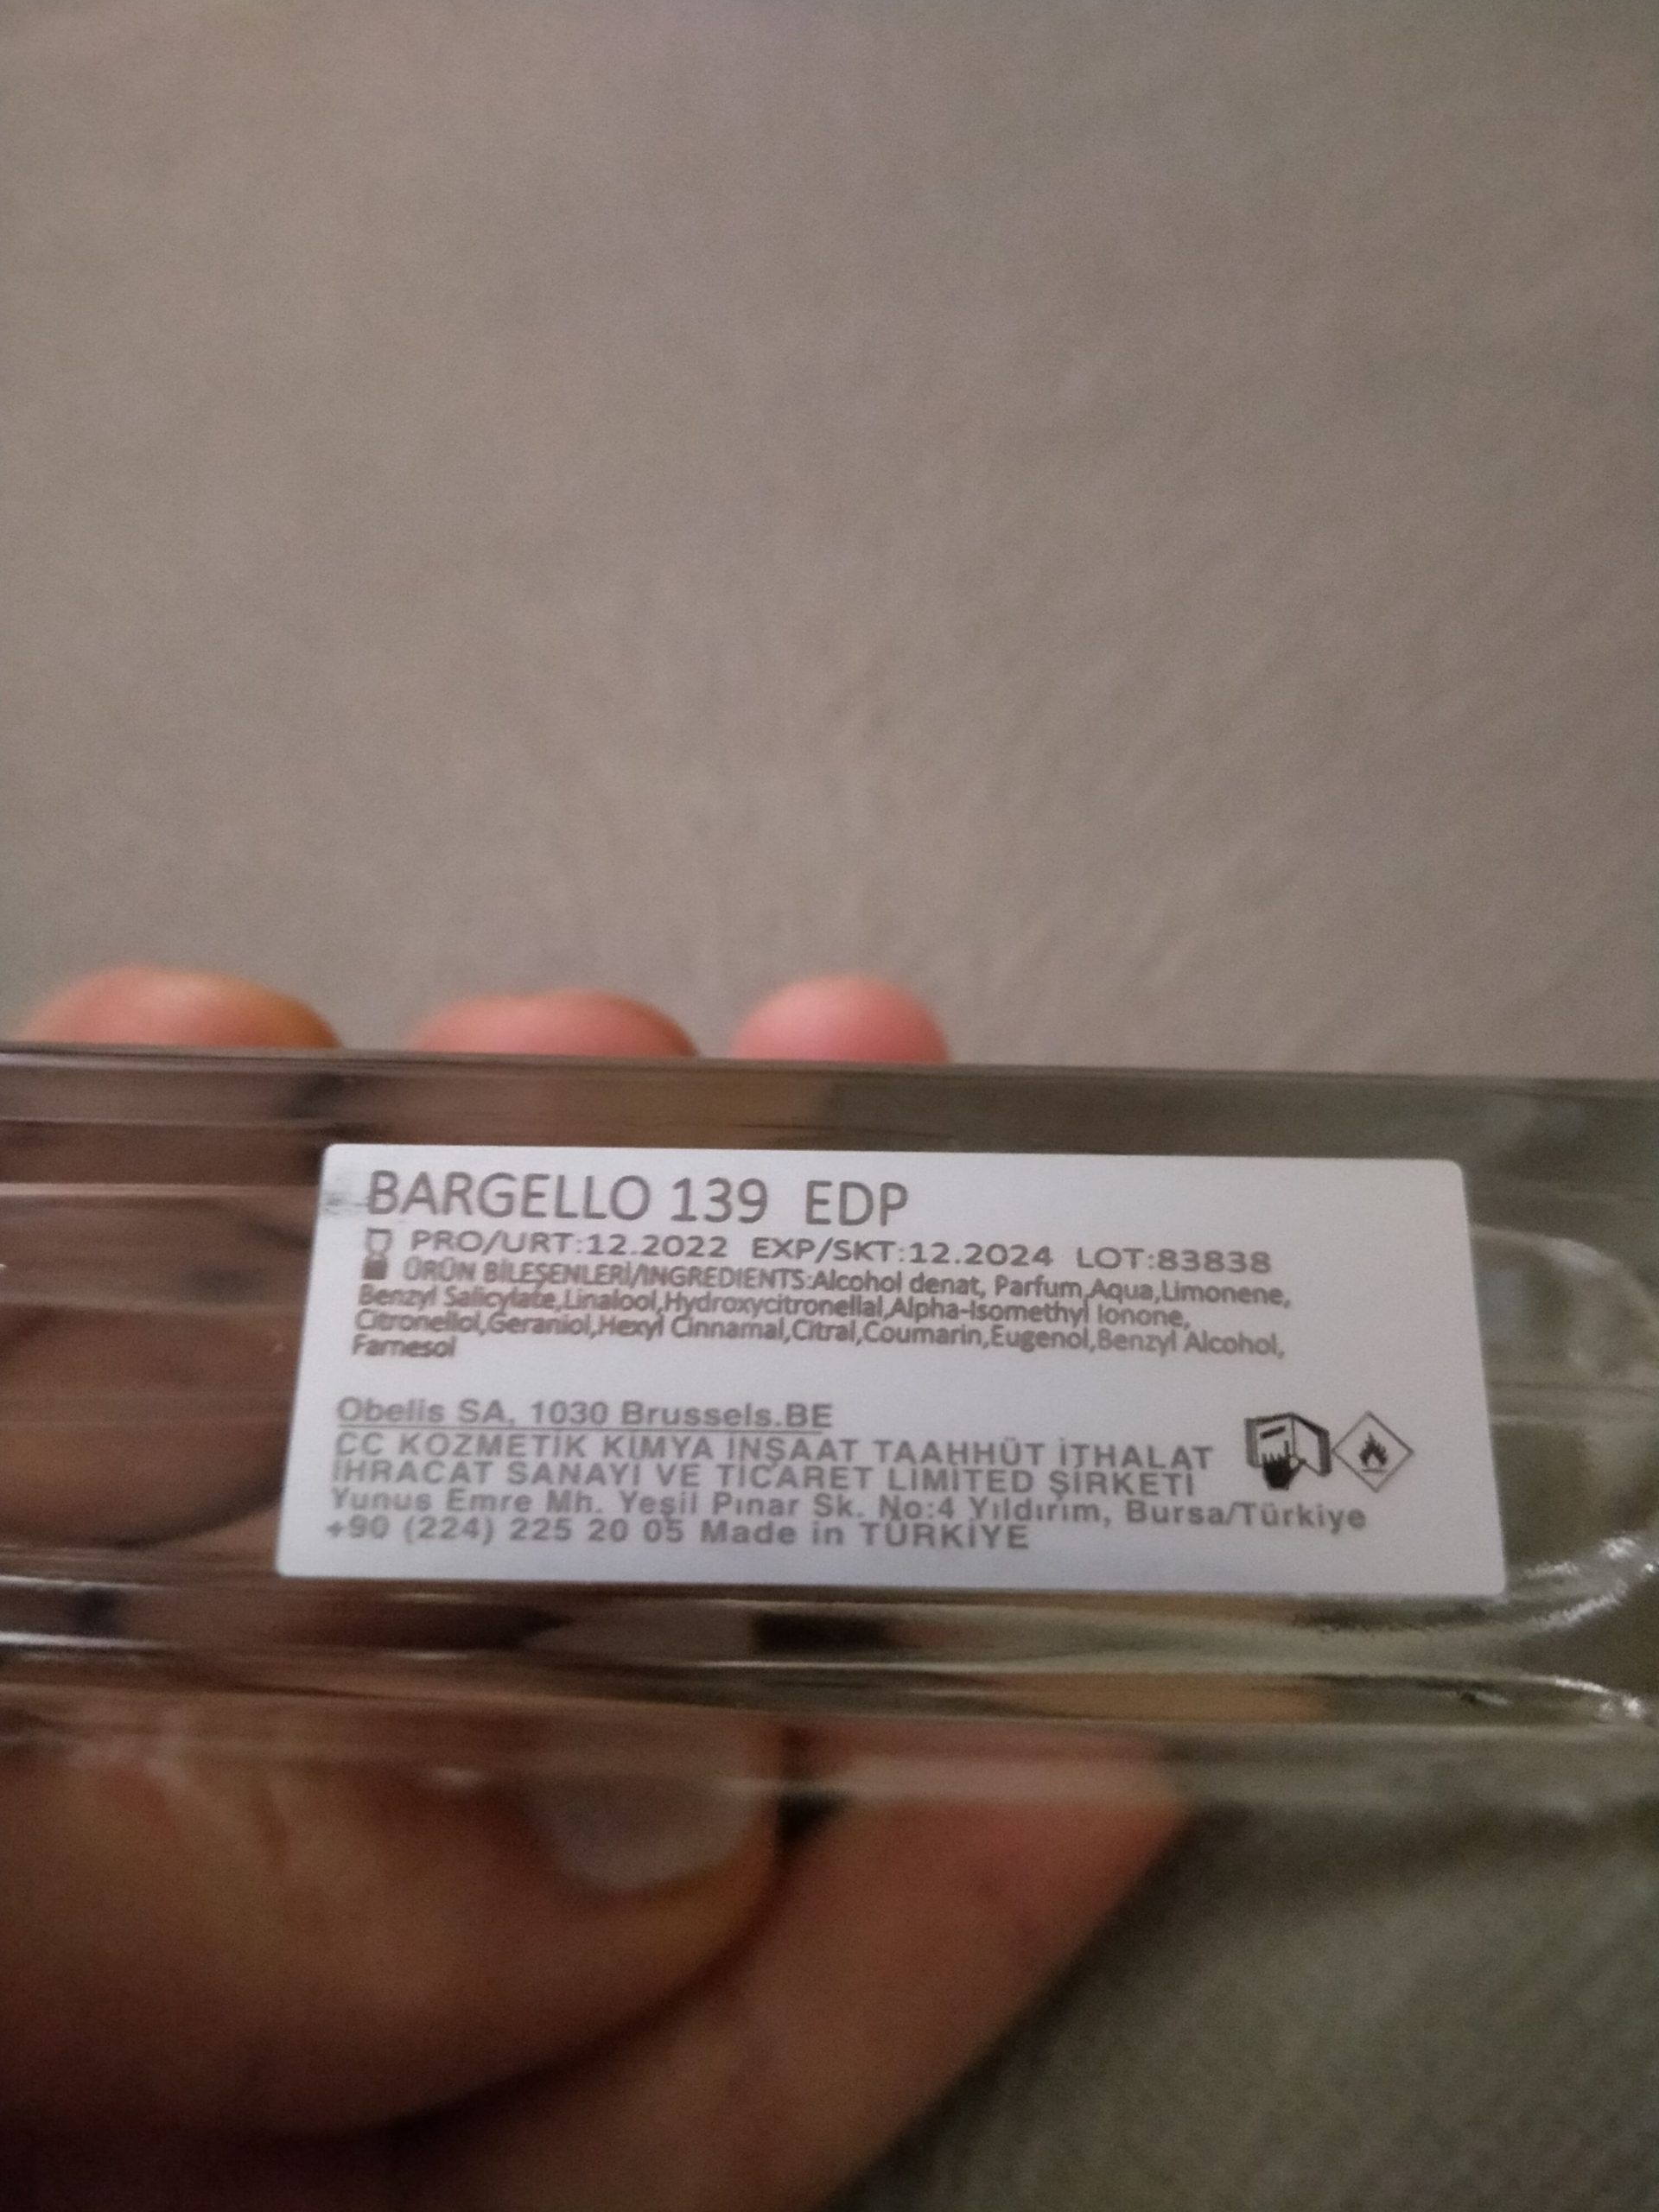 BARGELLO 139 EDP
PRO/URT:12.2022 EXP/SKT:12.2024 LOT:83838
ÜRÜN BİLEŞENLERİ/INGREDIENTS:Alcohol denat, Parfum,Aqua,Limonene,
Benzyl Salicylate,Linalool,Hydroxycitronellal,Alpha-Isomethyl Ionone,
Citronellol,Geraniol,Hexyl Cinnamal,Citral,Coumarin,Eugenol,Benzyl Alcohol,
Farnesol
Obelis SA, 1030 Brussels.BE
CC KOZMETİK KİMYA İNŞAAT TAAHHÜT İTHALAT
İHRACAT SANAYİ VE TİCARET LİMİTED ŞİRKETİ
Yunus Emre Mh. Yeşil Pınar Sk. No:4 Yıldırım, Bursa/Türkiye
+90 (224) 225 20 05 Made in TÜRKİYE